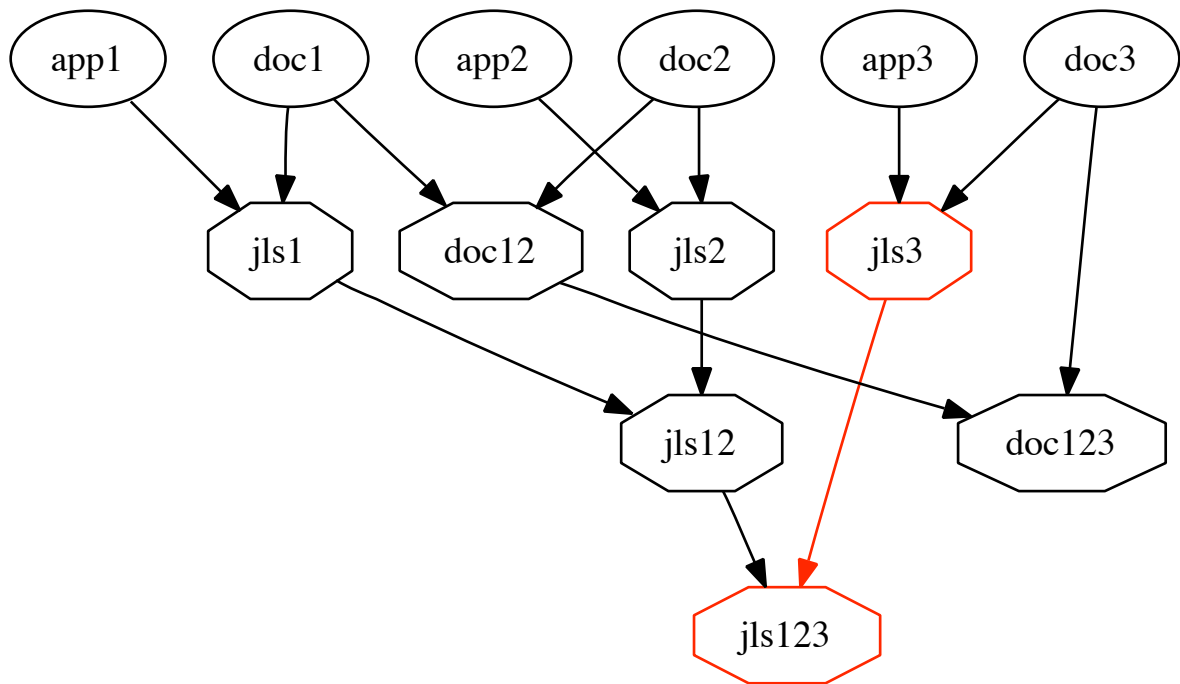 app1
doc1
app2
doc2
app3
doc3
jls1
doc12
jls2
jls3
jls12
doc123
jls123